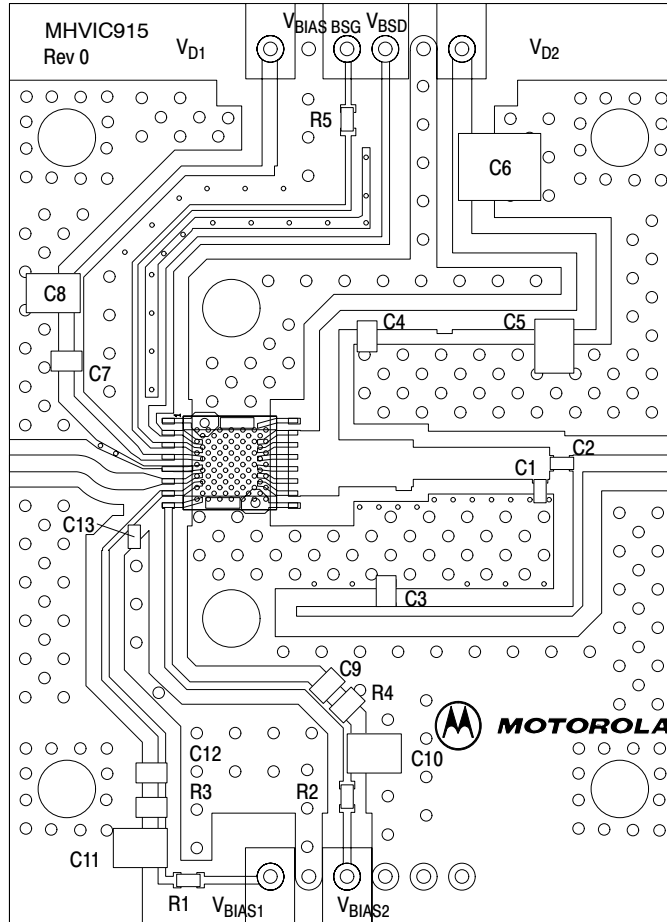 MHVIC915
Rev 0
VD1
VBIAS BSG VBSD
VD2
R5
C6
C8
C4
C5
C7
1
C2
C1
C13
C3
C9
R4
MOTOROLA
C12
C10
R3
R2
C11
R1
VBIAS1
VBIAS2